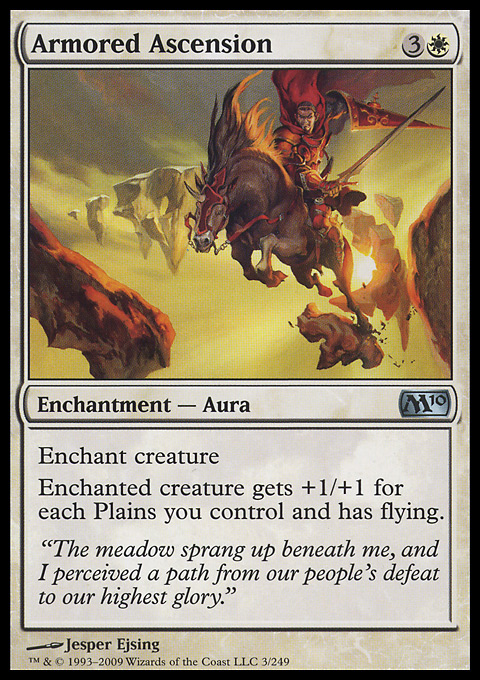 Armored Ascension 3
Enchantment — Aura M10
Enchant creature
Enchanted creature gets +1/+1 for
each Plains you control and has flying.
“The meadow sprang up beneath me, and
I perceived a path from our people’s defeat
to our highest glory.”
Jesper Ejsing
™ & © 1993–2009 Wizards of the Coast LLC 3/249